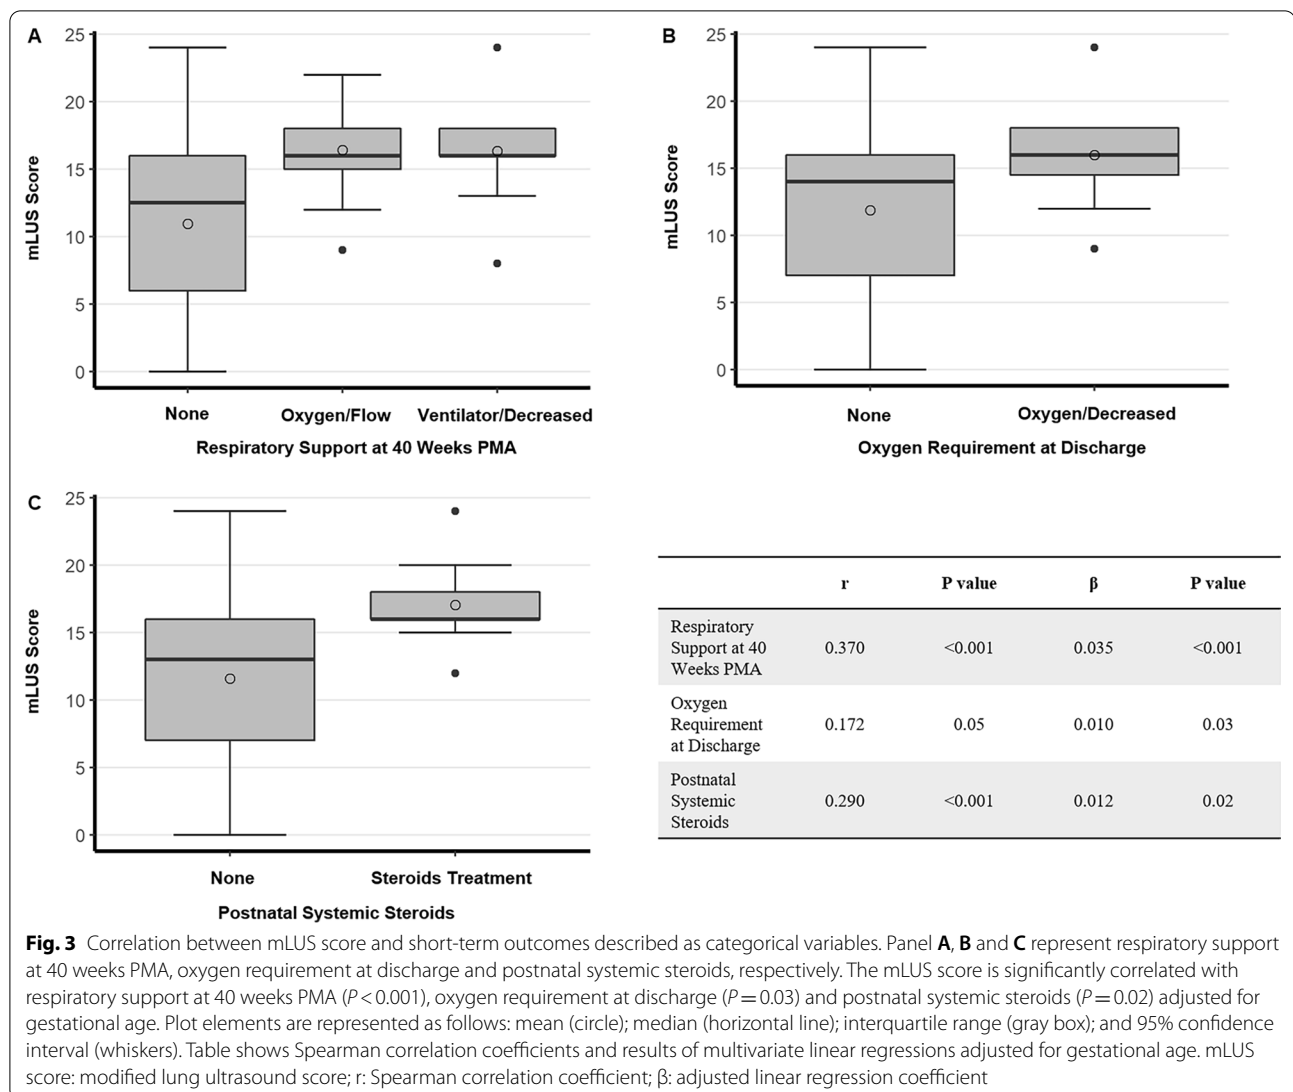 A
25
20
15
10
5
0
mLUS Score
None Oxygen/Flow Ventilator/Decreased
Respiratory Support at 40 Weeks PMA
B
25
20
15
10
5
0
mLUS Score
None Oxygen/Decreased
Oxygen Requirement at Discharge
C
25
20
15
10
5
0
mLUS Score
None Steroids Treatment
Postnatal Systemic Steroids
r P value β P value
Respiratory
Support at 40 0.370 <0.001 0.035 <0.001
Weeks PMA
Oxygen
Requirement 0.172 0.05 0.010 0.03
at Discharge
Postnatal
Systemic 0.290 <0.001 0.012 0.02
Steroids
Fig. 3 Correlation between mLUS score and short-term outcomes described as categorical variables. Panel A, B and C represent respiratory support
at 40 weeks PMA, oxygen requirement at discharge and postnatal systemic steroids, respectively. The mLUS score is significantly correlated with
respiratory support at 40 weeks PMA (P < 0.001), oxygen requirement at discharge (P = 0.03) and postnatal systemic steroids (P = 0.02) adjusted for
gestational age. Plot elements are represented as follows: mean (circle); median (horizontal line); interquartile range (gray box); and 95% confidence
interval (whiskers). Table shows Spearman correlation coefficients and results of multivariate linear regressions adjusted for gestational age. mLUS
score: modified lung ultrasound score; r: Spearman correlation coefficient; β: adjusted linear regression coefficient